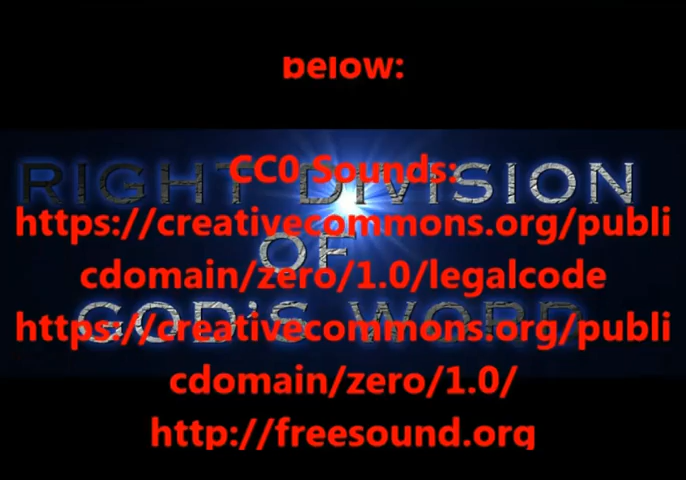 below:
CC0 Sounds:
RIGHT DIVISION
https://creativecommons.org/publi
OF
cdomain/zero/1.0/legalcode
GOD'S WORD
https://creativecommons.org/publi
cdomain/zero/1.0/
http://freesound.org